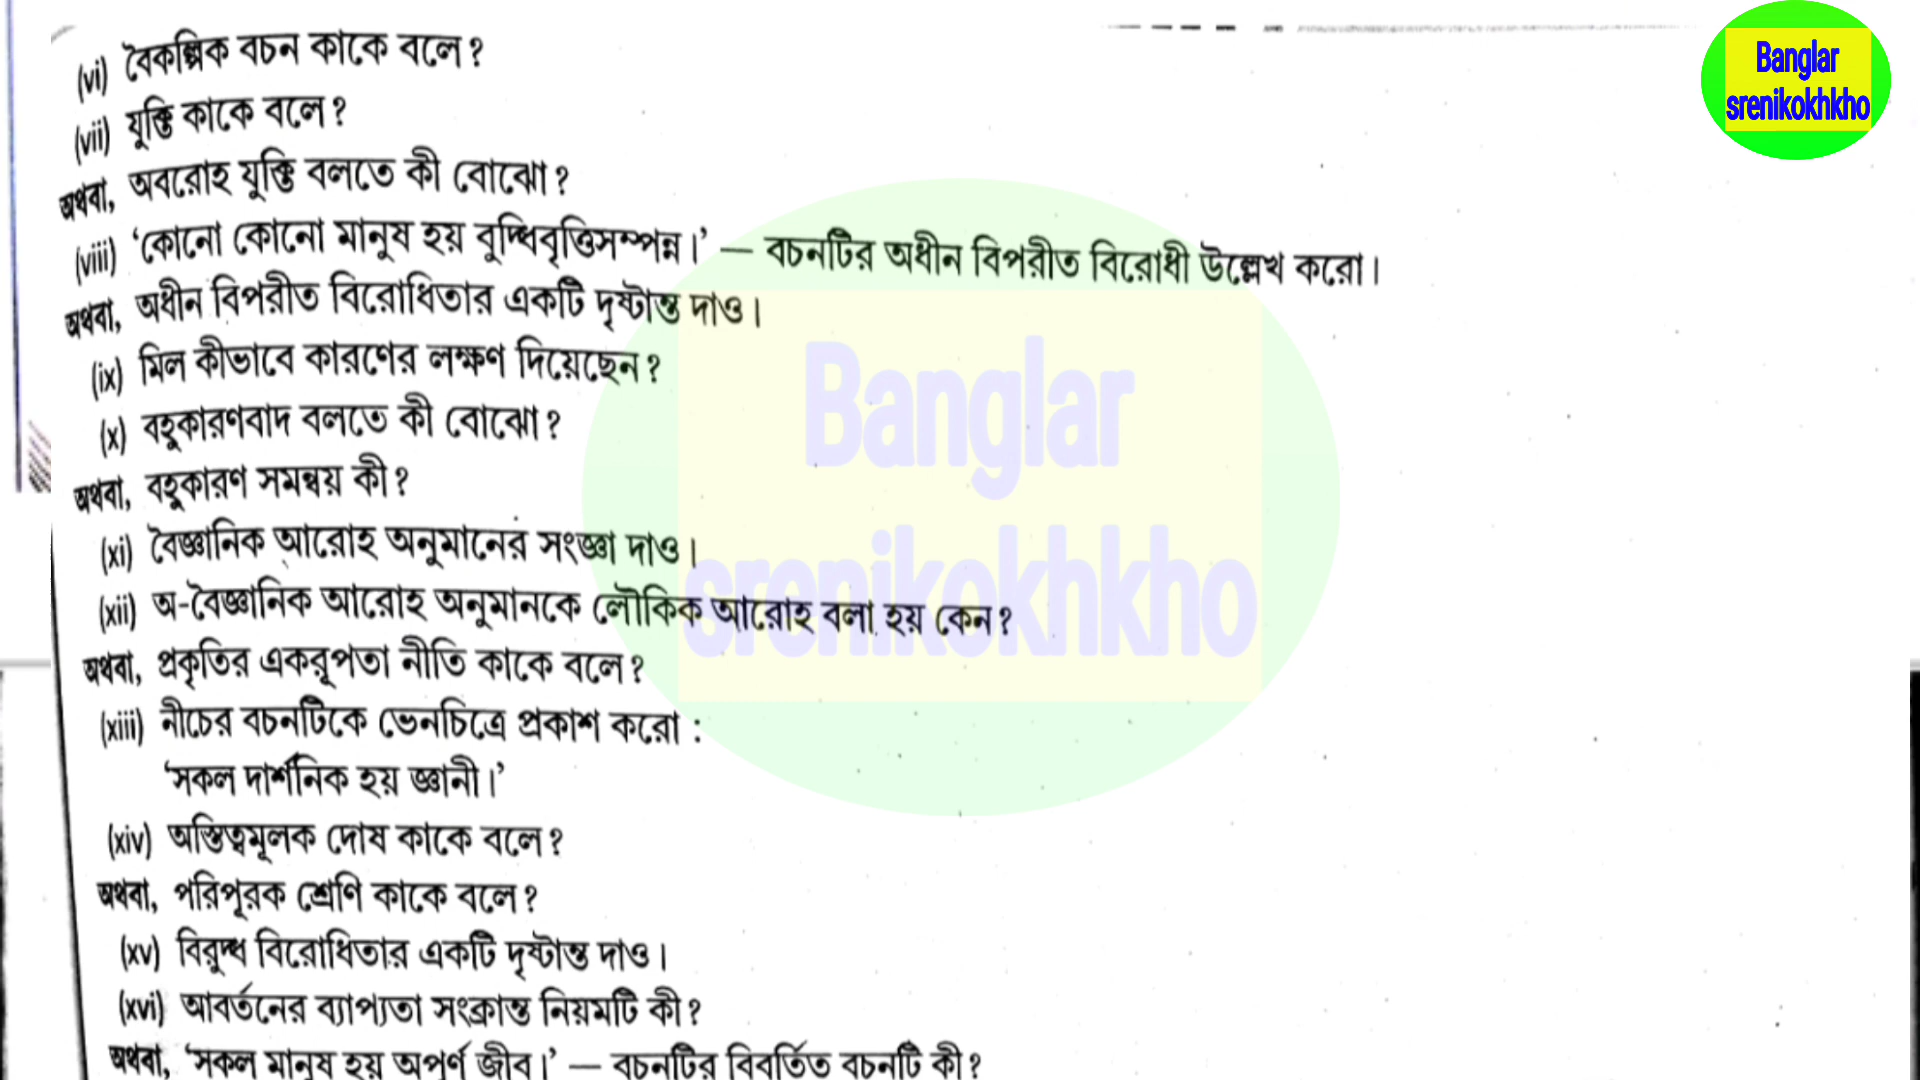 Banglar
srenikokhkho
(vi) বৈকল্পিক বচন কাকে বলে?
(vii) যুক্তি কাকে বলে?
অথবা, অবরোহ যুক্তি বলতে কী বোঝো?
(viii) ‘কোনো কোনো মানুষ হয় বুদ্ধিবৃত্তিসম্পন্ন।’ — বচনটির অধীন বিপরীত বিরোধী উল্লেখ করো।
অথবা, অধীন বিপরীত বিরোধিতার একটি দৃষ্টান্ত দাও।
(ix) মিল কীভাবে কারণের লক্ষণ দিয়েছেন?
(x) বহুকারণবাদ বলতে কী বোঝো?
অথবা, বহুকারণ সমন্বয় কী?
(xi) বৈজ্ঞানিক আরোহ অনুমানের সংজ্ঞা দাও।
(xii) অ-বৈজ্ঞানিক আরোহ অনুমানকে লৌকিক আরোহ বলা হয় কেন?
অথবা, প্রকৃতির একরূপতা নীতি কাকে বলে?
(xiii) নীচের বচনটিকে ভেনচিত্রে প্রকাশ করো :
‘সকল দার্শনিক হয় জ্ঞানী।’
(xiv) অস্তিত্বমূলক দোষ কাকে বলে?
অথবা, পরিপূরক শ্রেণি কাকে বলে?
(xv) বিরুদ্ধ বিরোধিতার একটি দৃষ্টান্ত দাও।
(xvi) আবর্তনের ব্যাপ্যতা সংক্রান্ত নিয়মটি কী?
অথবা, ‘সকল মানুষ হয় অপূর্ণ জীব।’ — বচনটির বিবর্তিত বচনটি কী?
Banglar
srenikokhkho